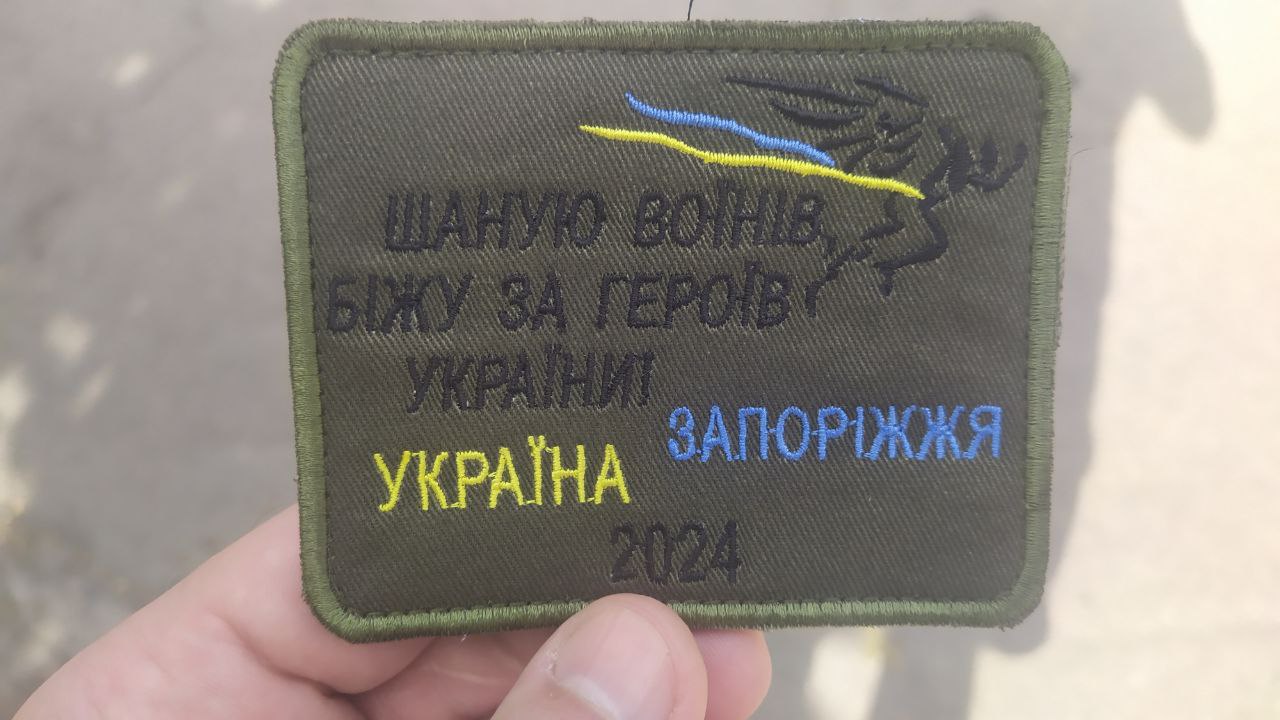 ШАНУЮ ВОЇНІВ,
БІЖУ ЗА ГЕРОЇВ
УКРАЇНИ!
ЗАПОРІЖЖЯ
УКРАЇНА
2024